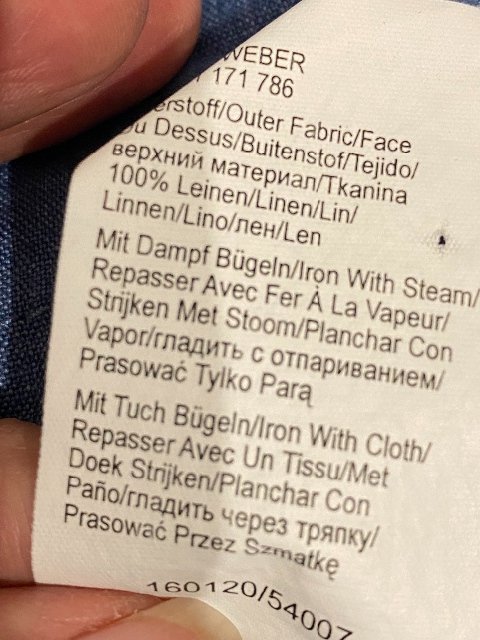 WEBER
171 786
erstoff/Outer Fabric/Face
Du Dessus/Buitenstof/Tejido/
верхний материал/Tkanina
100% Leinen/Linen/Lin/
Linnen/Lino/лен/Len
Mit Dampf Bügeln/Iron With Steam/
Repasser Avec Fer À La Vapeur/
Strijken Met Stoom/Planchar Con
Vapor/гладить с отпариванием/
Prasować Tylko Parą
Mit Tuch Bügeln/Iron With Cloth/
Repasser Avec Un Tissu/Met
Doek Strijken/Planchar Con
Paño/гладить через тряпку/
Prasować Przez Szmatkę
160120/54007